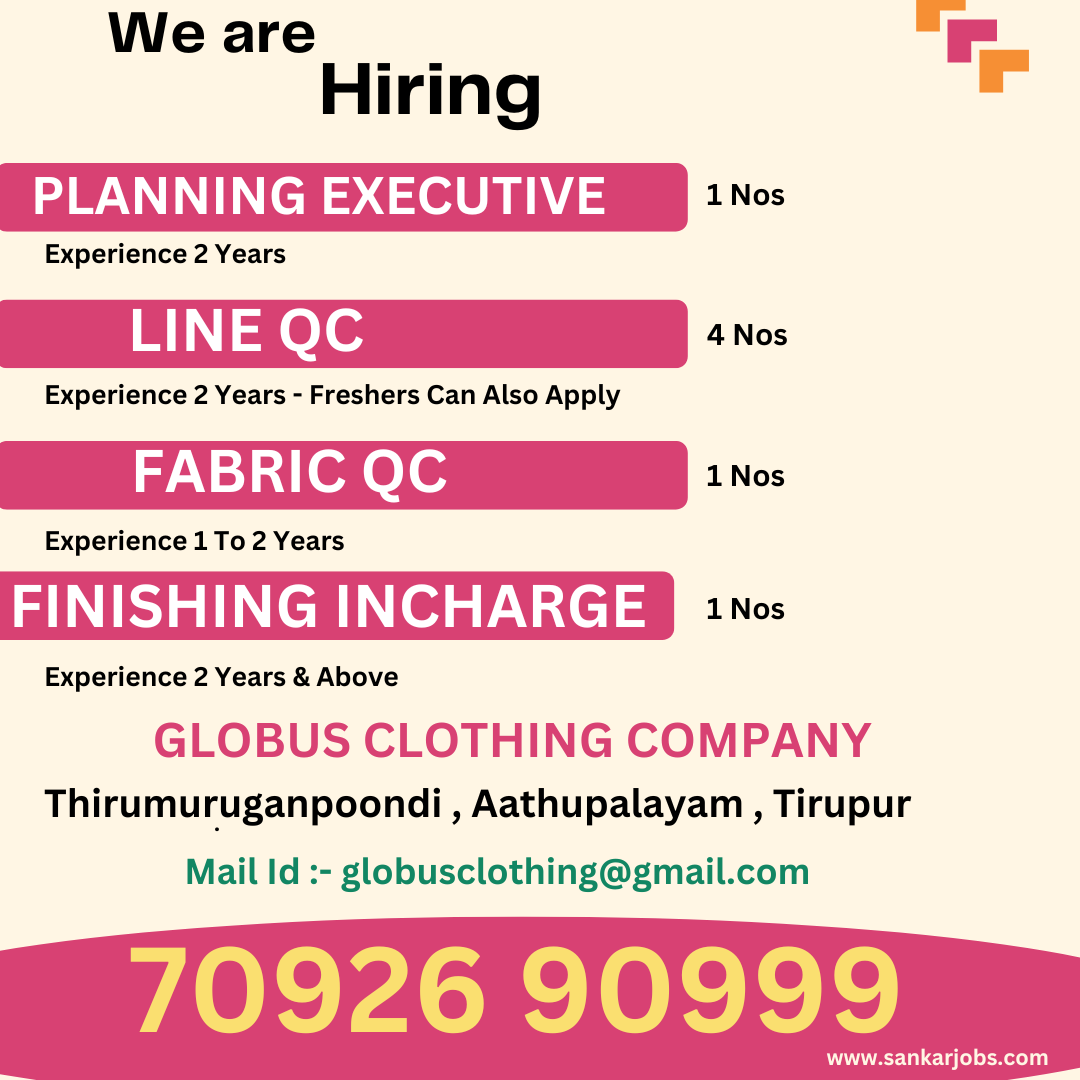 We are
Hiring
PLANNING EXECUTIVE 1 Nos
Experience 2 Years
LINE QC 4 Nos
Experience 2 Years - Freshers Can Also Apply
FABRIC QC 1 Nos
Experience 1 To 2 Years
FINISHING INCHARGE 1 Nos
Experience 2 Years & Above
GLOBUS CLOTHING COMPANY
Thirumuruganpoondi , Aathupalayam , Tirupur
.
Mail Id :- globusclothing@gmail.com
70926 90999
www.sankarjobs.com